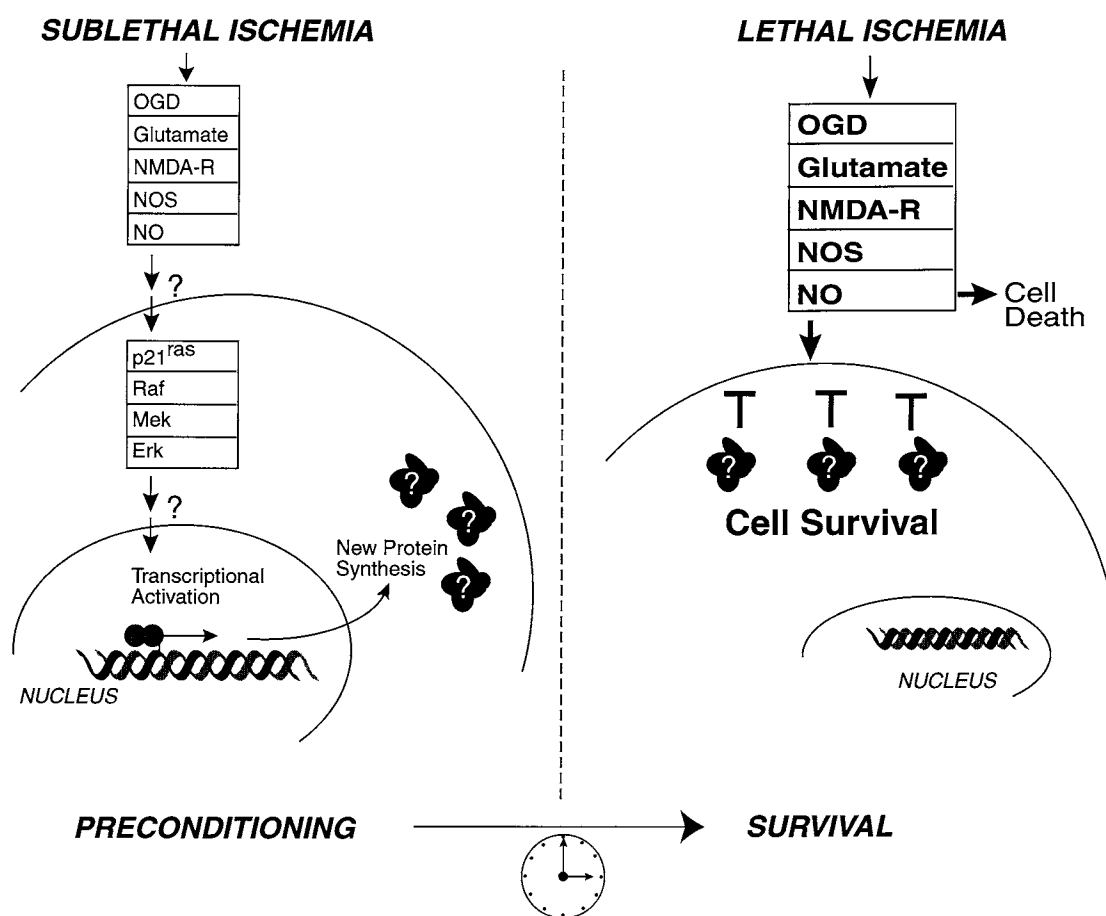 SUBLETHAL ISCHEMIA
OGD
Glutamate
NMDA-R
NOS
NO
?
p21ras
Raf
Mek
Erk
?
Transcriptional
Activation
New Protein
Synthesis
?
?
?
NUCLEUS
LETHAL ISCHEMIA
OGD
Glutamate
NMDA-R
NOS
NO
Cell
Death
? ? ?
Cell Survival
NUCLEUS
PRECONDITIONING
SURVIVAL